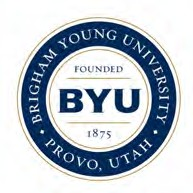 BRIGHAM YOUNG UNIVERSITY
FOUNDED
BYU
1875
PROVO, UTAH